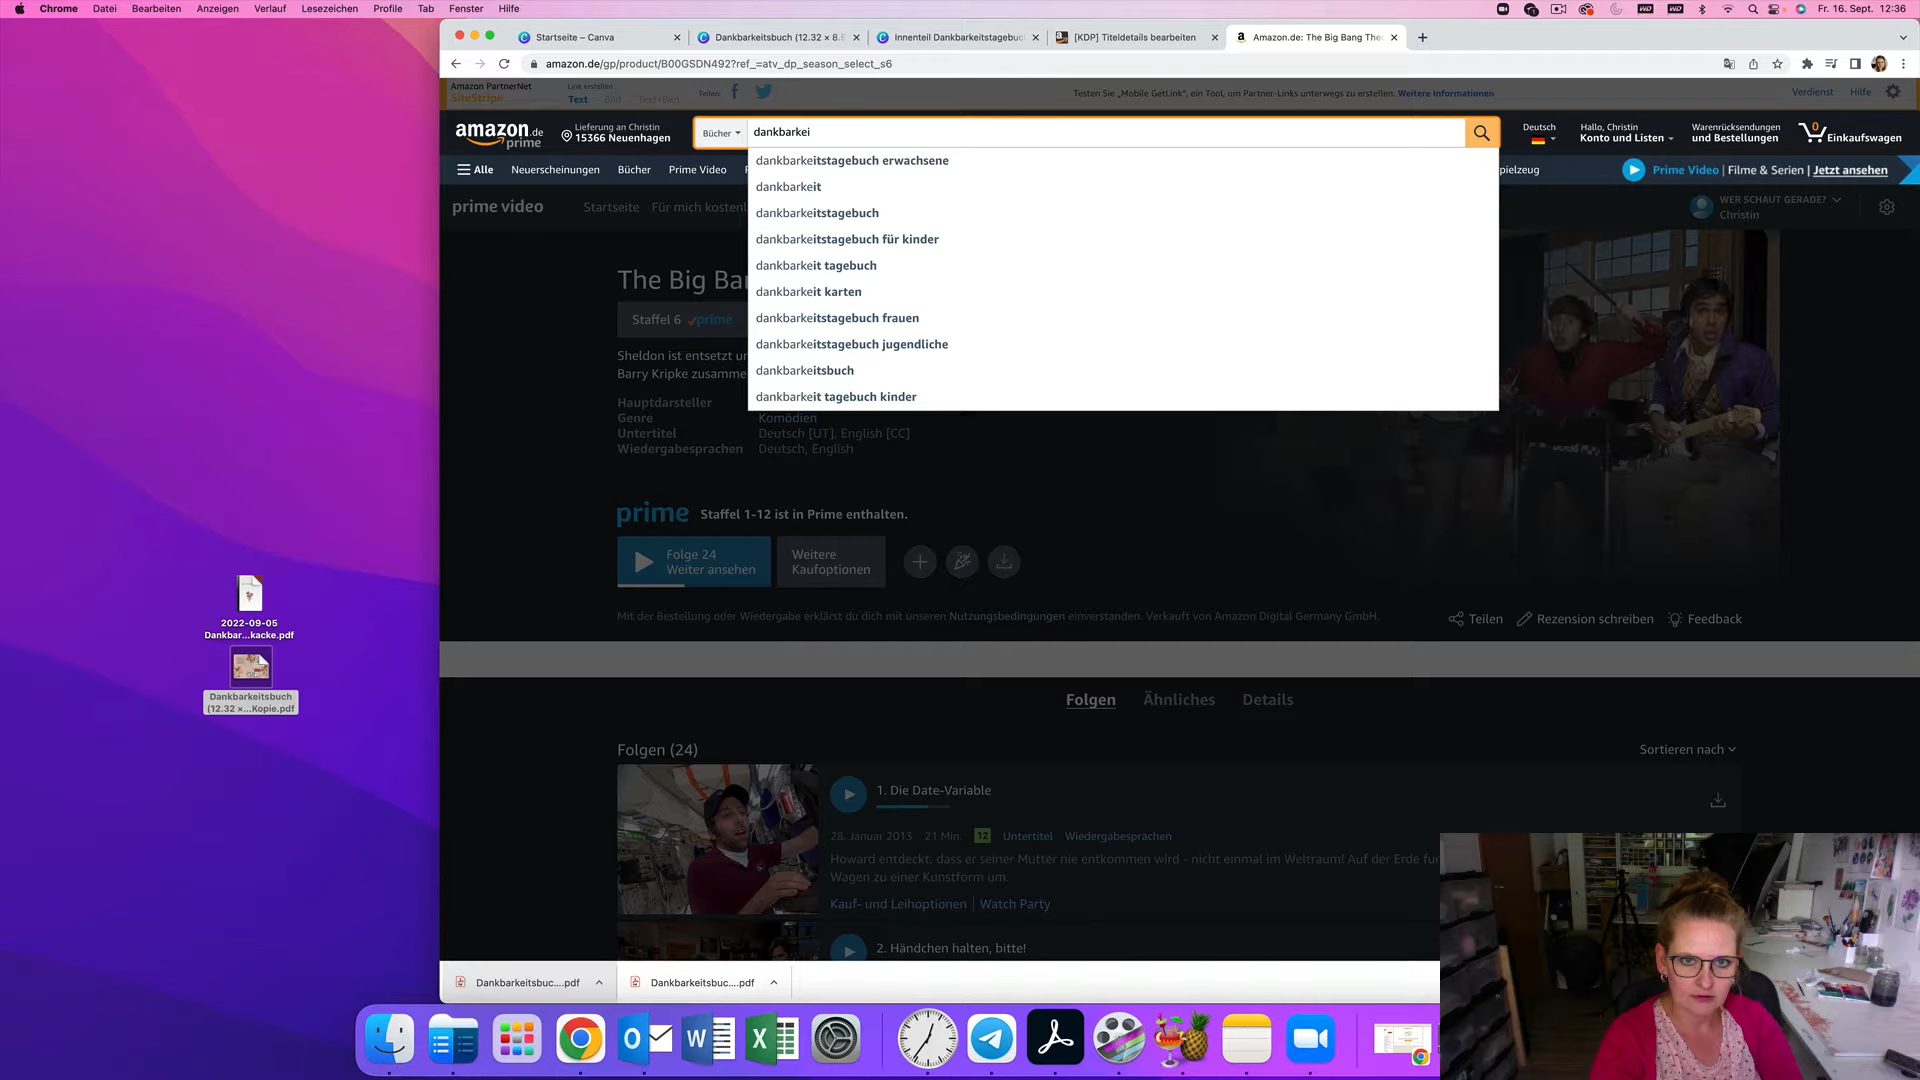 Chrome Datei Bearbeiten Anzeigen Verlauf Lesezeichen Profile Tab Fenster Hilfe
Fr. 16. Sept. 12:36
Startseite – Canva
Dankbarkeitsbuch (12.32 × 8.5
Innenteil Dankbarkeitstagebuc
[KDP] Titeldetails bearbeiten
Amazon.de: The Big Bang Theo
amazon.de/gp/product/B00GSDN492?ref_=atv_dp_season_select_s6
Amazon PartnerNet
SiteStripe
Link erstellen
Text Bild Text+Bild
Teilen:
Testen Sie „Mobile GetLink“, ein Tool, um Partner-Links unterwegs zu erstellen. Weitere Informationen
Verdienst Hilfe
amazon.de
prime
Lieferung an Christin
15366 Neuenhagen
Bücher
dankbarkei
Deutsch
Hallo, Christin
Konto und Listen
Warenrücksendungen
und Bestellungen
0
Einkaufswagen
Alle Neuerscheinungen Bücher Prime Video
pielzeug
Prime Video | Filme & Serien | Jetzt ansehen
dankbarkeitstagebuch erwachsene
dankbarkeit
dankbarkeitstagebuch
dankbarkeitstagebuch für kinder
dankbarkeit tagebuch
dankbarkeit karten
dankbarkeitstagebuch frauen
dankbarkeitstagebuch jugendliche
dankbarkeitsbuch
dankbarkeit tagebuch kinder
prime video Startseite Für mich kostenl
WER SCHAUT GERADE?
Christin
The Big Ba
Staffel 6 prime
Sheldon ist entsetzt u
Barry Kripke zusamme
Hauptdarsteller
Genre Komödien
Untertitel Deutsch [UT], English [CC]
Wiedergabesprachen Deutsch, English
prime Staffel 1-12 ist in Prime enthalten.
Folge 24
Weiter ansehen
Weitere
Kaufoptionen
Mit der Bestellung oder Wiedergabe erklärst du dich mit unseren Nutzungsbedingungen einverstanden. Verkauf von Amazon Digital Germany GmbH.
Teilen Rezension schreiben Feedback
Folgen Ähnliches Details
Folgen (24)
Sortieren nach
1. Die Date-Variable
28. Januar 2013 21 Min. 12 Untertitel Wiedergabesprachen
Howard entdeckt, dass er seiner Mutter nie entkommen wird - nicht einmal im Weltraum! Auf der Erde fur
Wagen zu einer Kunstform um.
Kauf- und Leihoptionen | Watch Party
2. Händchen halten, bitte!
2022-09-05
Dankbar...kacke.pdf
Dankbarkeitsbuch
(12.32 ×...Kopie.pdf
Dankbarkeitsbuc....pdf
Dankbarkeitsbuc....pdf